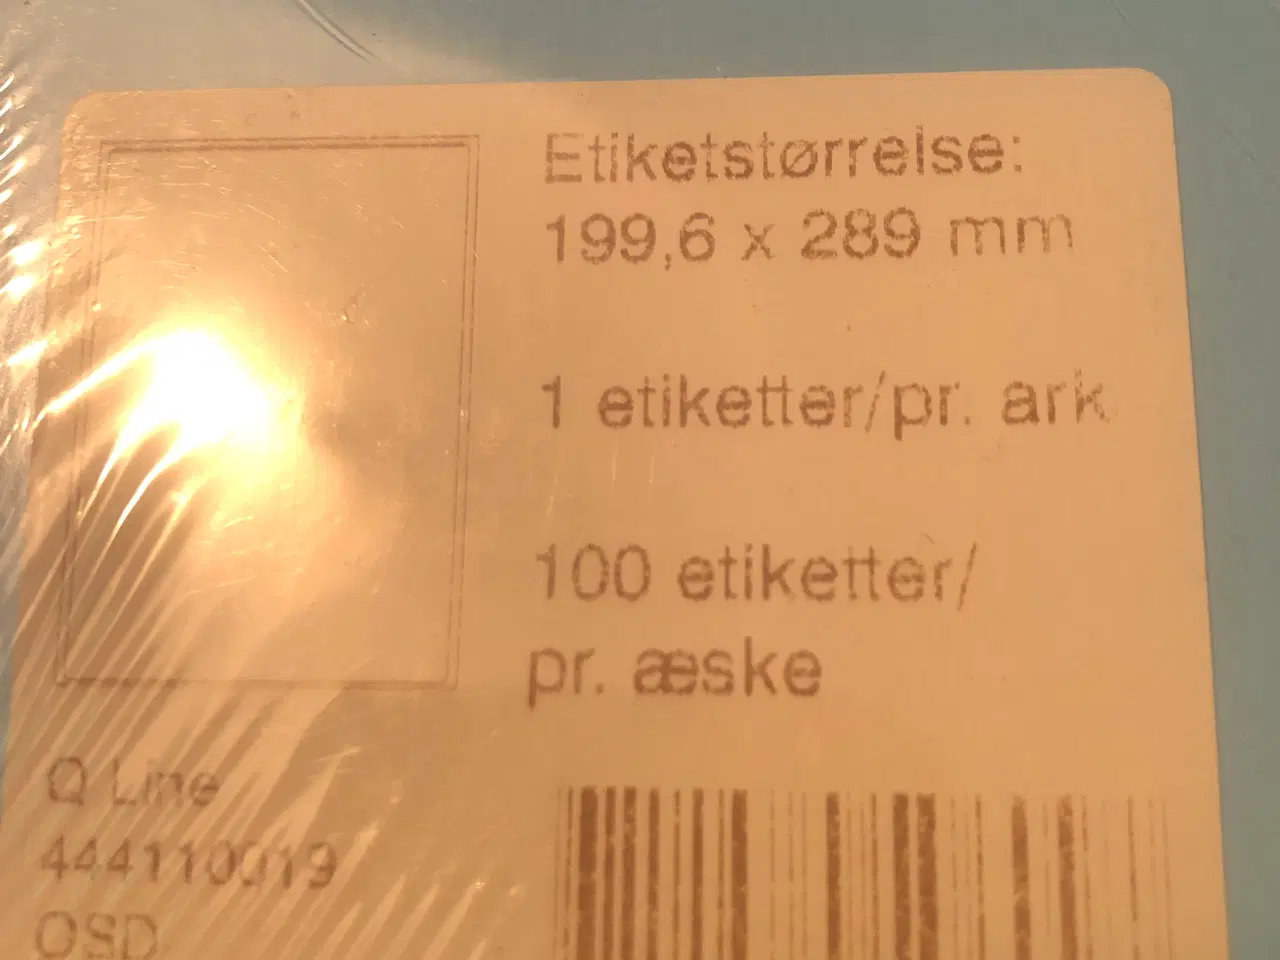 Etiketstørrelse:
199,6 x 289 mm
1 etiketter/pr. ark
100 etiketter/
pr. æske
Q Line
444110019
OSD